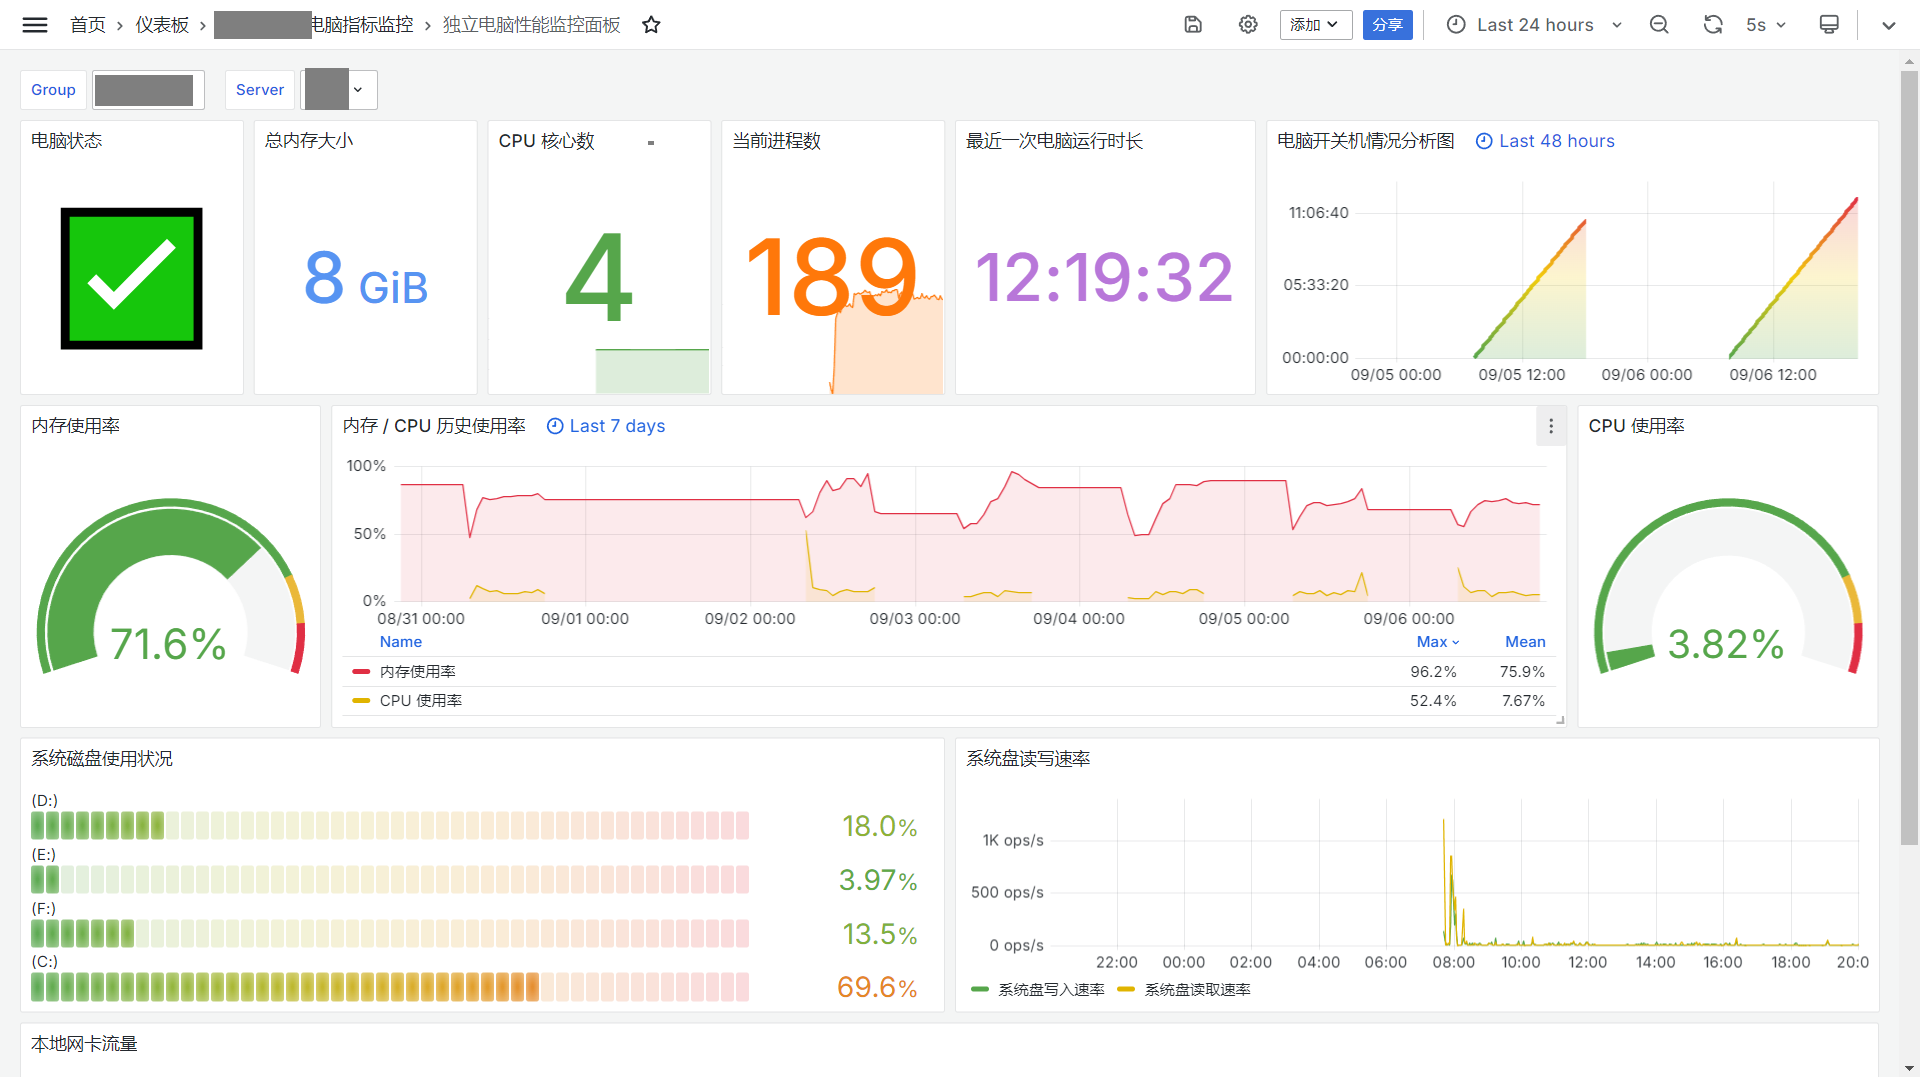 首页 › 仪表板 › 电脑指标监控 › 独立电脑性能监控面板
添加
分享
Last 24 hours
5s
Group
Server
电脑状态
总内存大小
8 GiB
CPU 核心数
4
当前进程数
189
最近一次电脑运行时长
12:19:32
电脑开关机情况分析图 Last 48 hours
11:06:40
05:33:20
00:00:00
09/05 00:00 09/05 12:00 09/06 00:00 09/06 12:00
内存使用率
71.6%
内存 / CPU 历史使用率 Last 7 days
100%
50%
0%
08/31 00:00 09/01 00:00 09/02 00:00 09/03 00:00 09/04 00:00 09/05 00:00 09/06 00:00
Name Max Mean
内存使用率 96.2% 75.9%
CPU 使用率 52.4% 7.67%
CPU 使用率
3.82%
系统磁盘使用状况
(D:)
18.0%
(E:)
3.97%
(F:)
13.5%
(C:)
69.6%
系统盘读写速率
1K ops/s
500 ops/s
0 ops/s
22:00 00:00 02:00 04:00 06:00 08:00 10:00 12:00 14:00 16:00 18:00 20:0
系统盘写入速率 系统盘读取速率
本地网卡流量